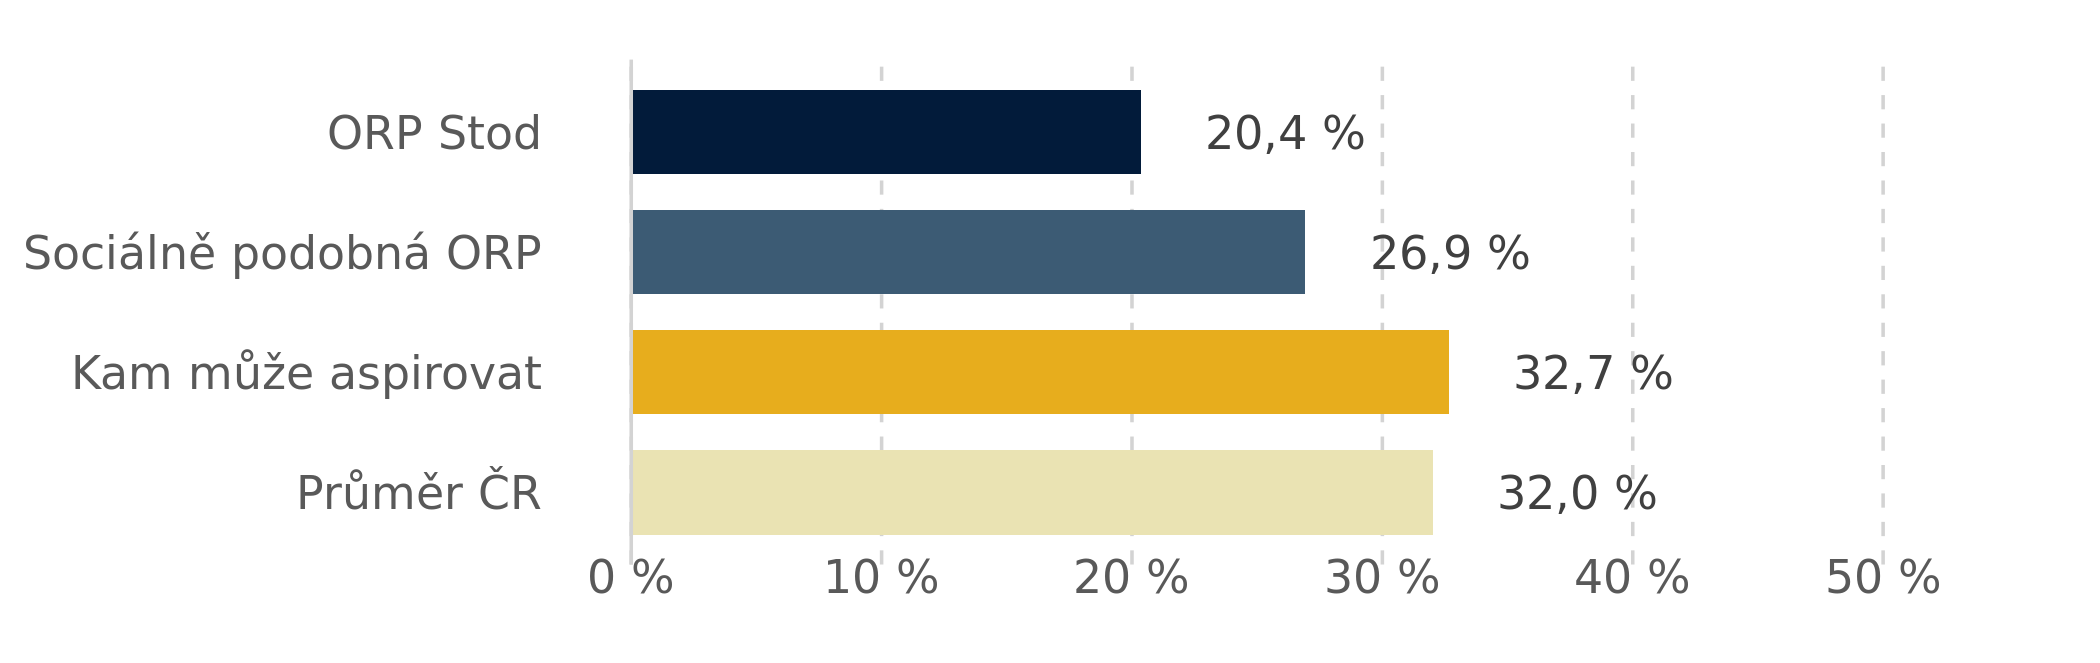 ORP Stod 20,4 %
Sociálně podobná ORP 26,9 %
Kam může aspirovat 32,7 %
Průměr ČR 32,0 %
0 % 10 % 20 % 30 % 40 % 50 %